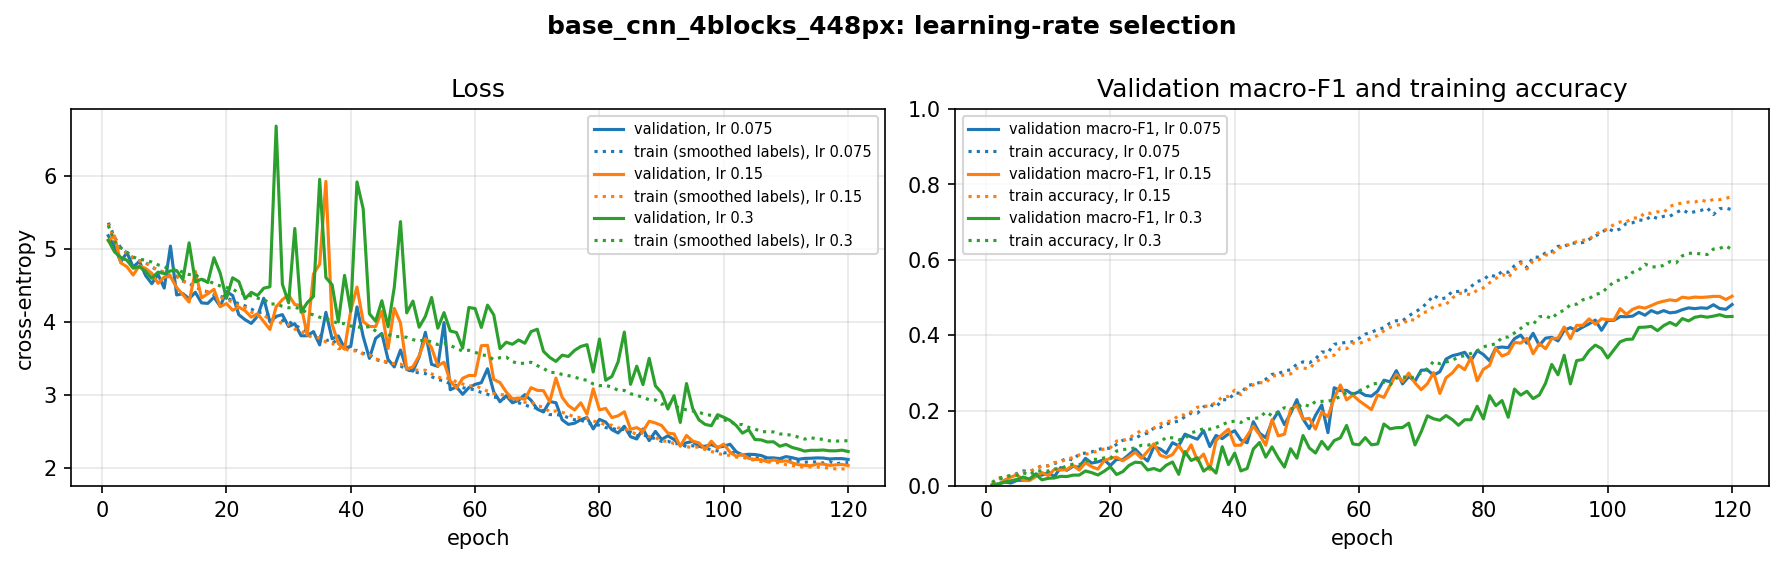 base_cnn_4blocks_448px: learning-rate selection
Loss
validation, lr 0.075
train (smoothed labels), lr 0.075
validation, lr 0.15
train (smoothed labels), lr 0.15
validation, lr 0.3
train (smoothed labels), lr 0.3
cross-entropy
6
5
4
3
2
0 20 40 60 80 100 120
epoch
Validation macro-F1 and training accuracy
validation macro-F1, lr 0.075
train accuracy, lr 0.075
validation macro-F1, lr 0.15
train accuracy, lr 0.15
validation macro-F1, lr 0.3
train accuracy, lr 0.3
1.0
0.8
0.6
0.4
0.2
0.0
0 20 40 60 80 100 120
epoch